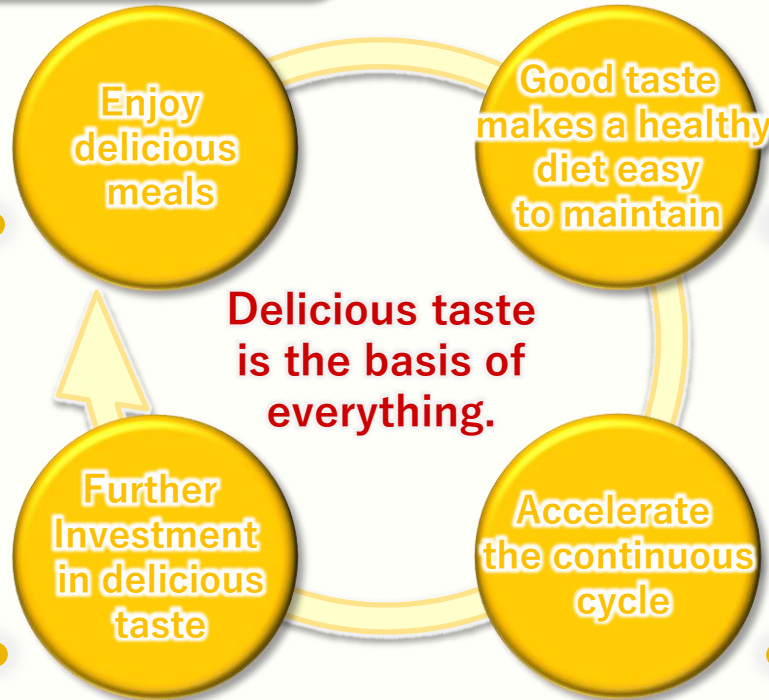 Enjoy
delicious
meals
Good taste
makes a healthy
diet easy
to maintain
Delicious taste
is the basis of
everything.
Further
Investment
in delicious
taste
Accelerate
the continuous
cycle